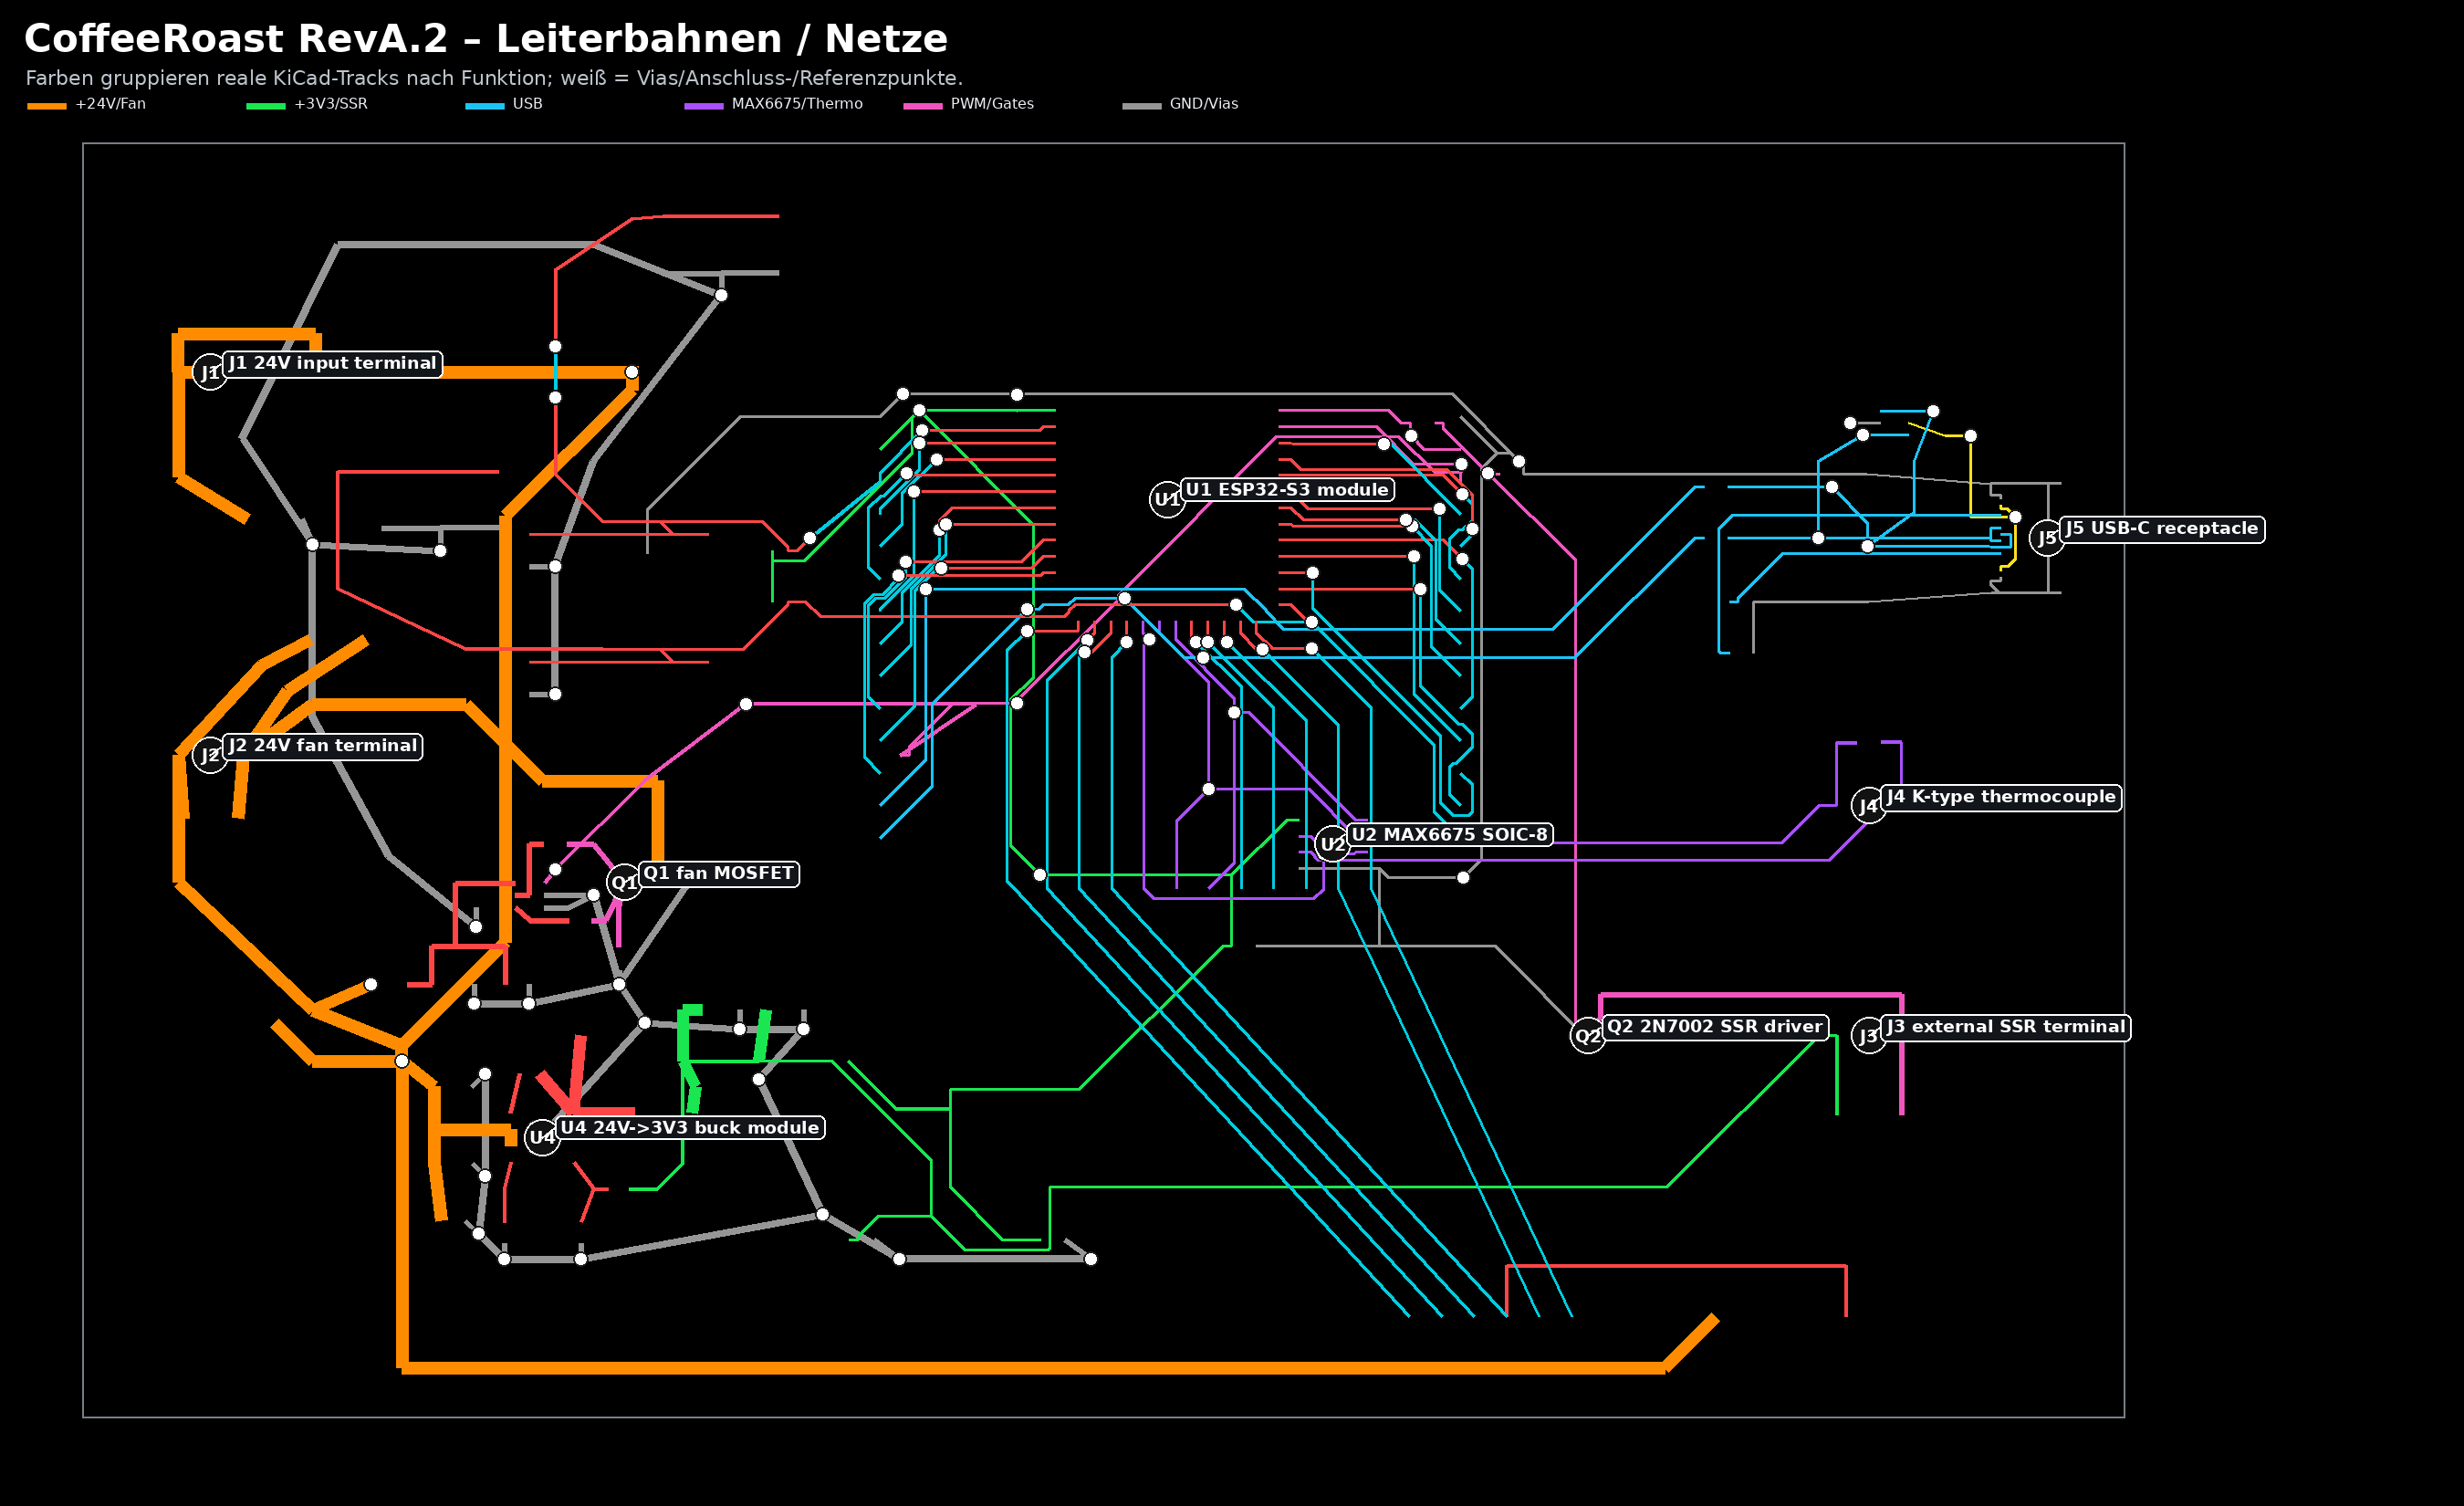 CoffeeRoast RevA.2 – Leiterbahnen / Netze
Farben gruppieren reale KiCad-Tracks nach Funktion; weiß = Vias/Anschluss-/Referenzpunkte.
+24V/Fan +3V3/SSR USB MAX6675/Thermo PWM/Gates GND/Vias
J1 J1 24V input terminal
U1 U1 ESP32-S3 module
J5 J5 USB-C receptacle
J2 J2 24V fan terminal
J4 J4 K-type thermocouple
U2 U2 MAX6675 SOIC-8
Q1 Q1 fan MOSFET
Q2 Q2 2N7002 SSR driver
J3 J3 external SSR terminal
U4 U4 24V->3V3 buck module